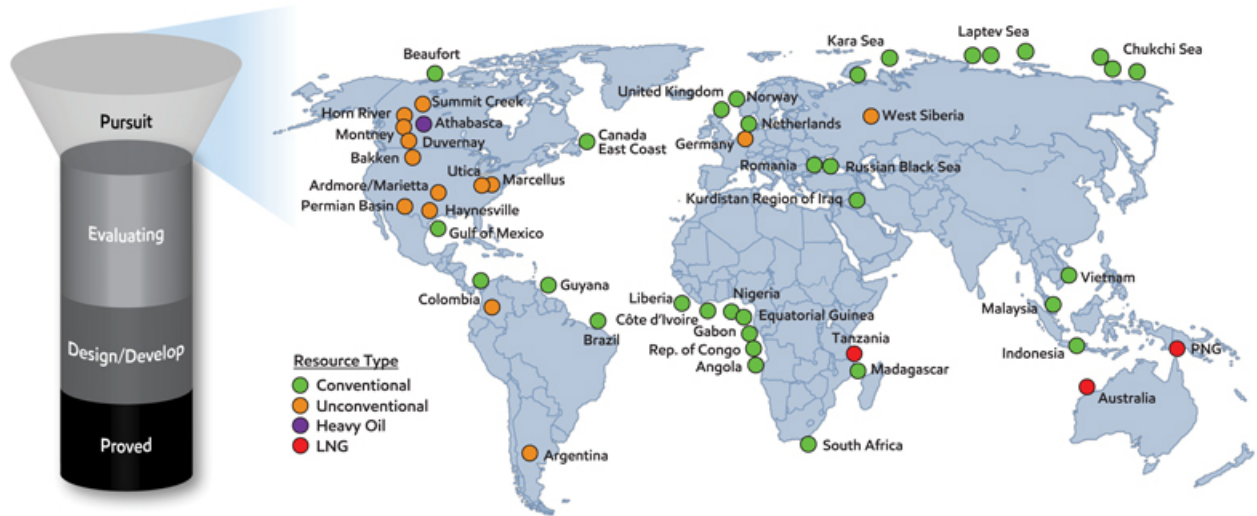 Pursuit
Evaluating
Design/Develop
Proved
Beaufort
Summit Creek
Horn River
Athabasca
Montney
Duvernay
Bakken
Utica
Marcellus
Ardmore/Marietta
Permian Basin
Haynesville
Gulf of Mexico
Canada
East Coast
Colombia
Guyana
Brazil
Argentina
Resource Type
Conventional
Unconventional
Heavy Oil
LNG
United Kingdom
Norway
Netherlands
Germany
Romania
Russian Black Sea
Kurdistan Region of Iraq
Kara Sea
Laptev Sea
Chukchi Sea
West Siberia
Liberia
Nigeria
Côte d'Ivoire
Equatorial Guinea
Gabon
Rep. of Congo
Angola
Tanzania
Madagascar
South Africa
Vietnam
Malaysia
Indonesia
PNG
Australia